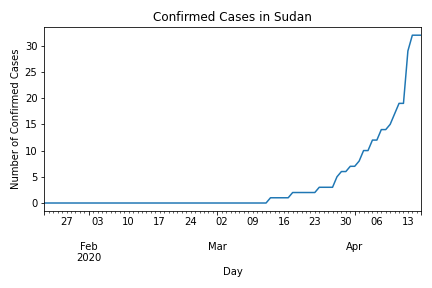 Confirmed Cases in Sudan
Number of Confirmed Cases
30
25
20
15
10
5
0
27 03 10 17 24 02 09 16 23 30 06 13
Feb Mar Apr
2020
Day